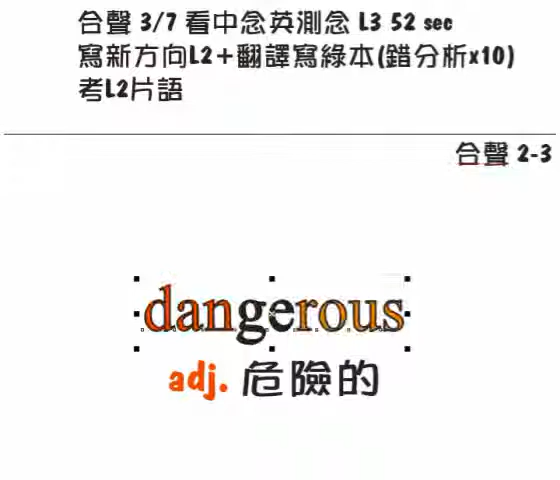 合聲 3/7 看中念英測念 L3 52 sec
寫新方向L2+翻譯寫綠本(錯分析x10)
考L2片語
合聲 2-3
dangerous
adj. 危險的